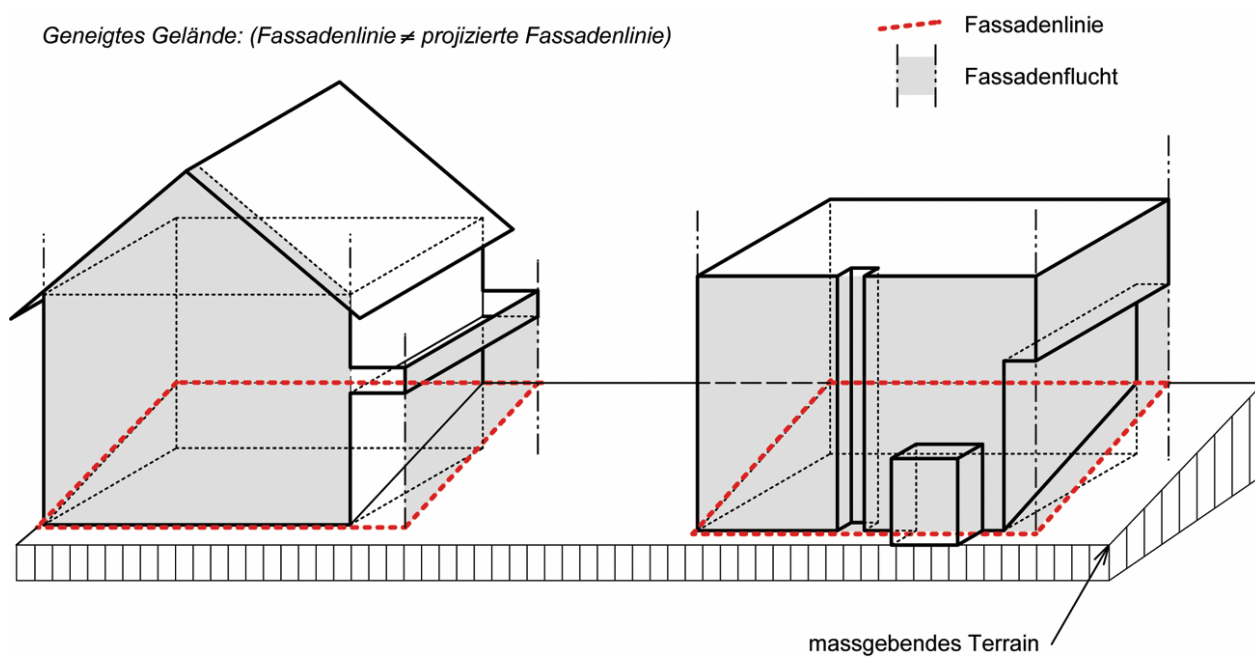 Geneigtes Gelände: (Fassadenlinie ≠ projizierte Fassadenlinie)
Fassadenlinie
Fassadenflucht
massgebendes Terrain